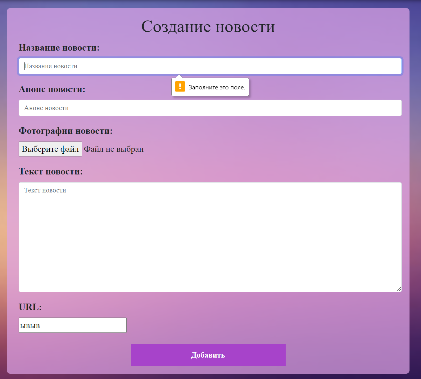 Создание новости
Название новости:
Название новости
Заполните это поле.
Анонс новости:
Анонс новости
Фотографии новости:
Выберите файл Файл не выбран
Текст новости:
Текст новости
URL:
ывыв
Добавить